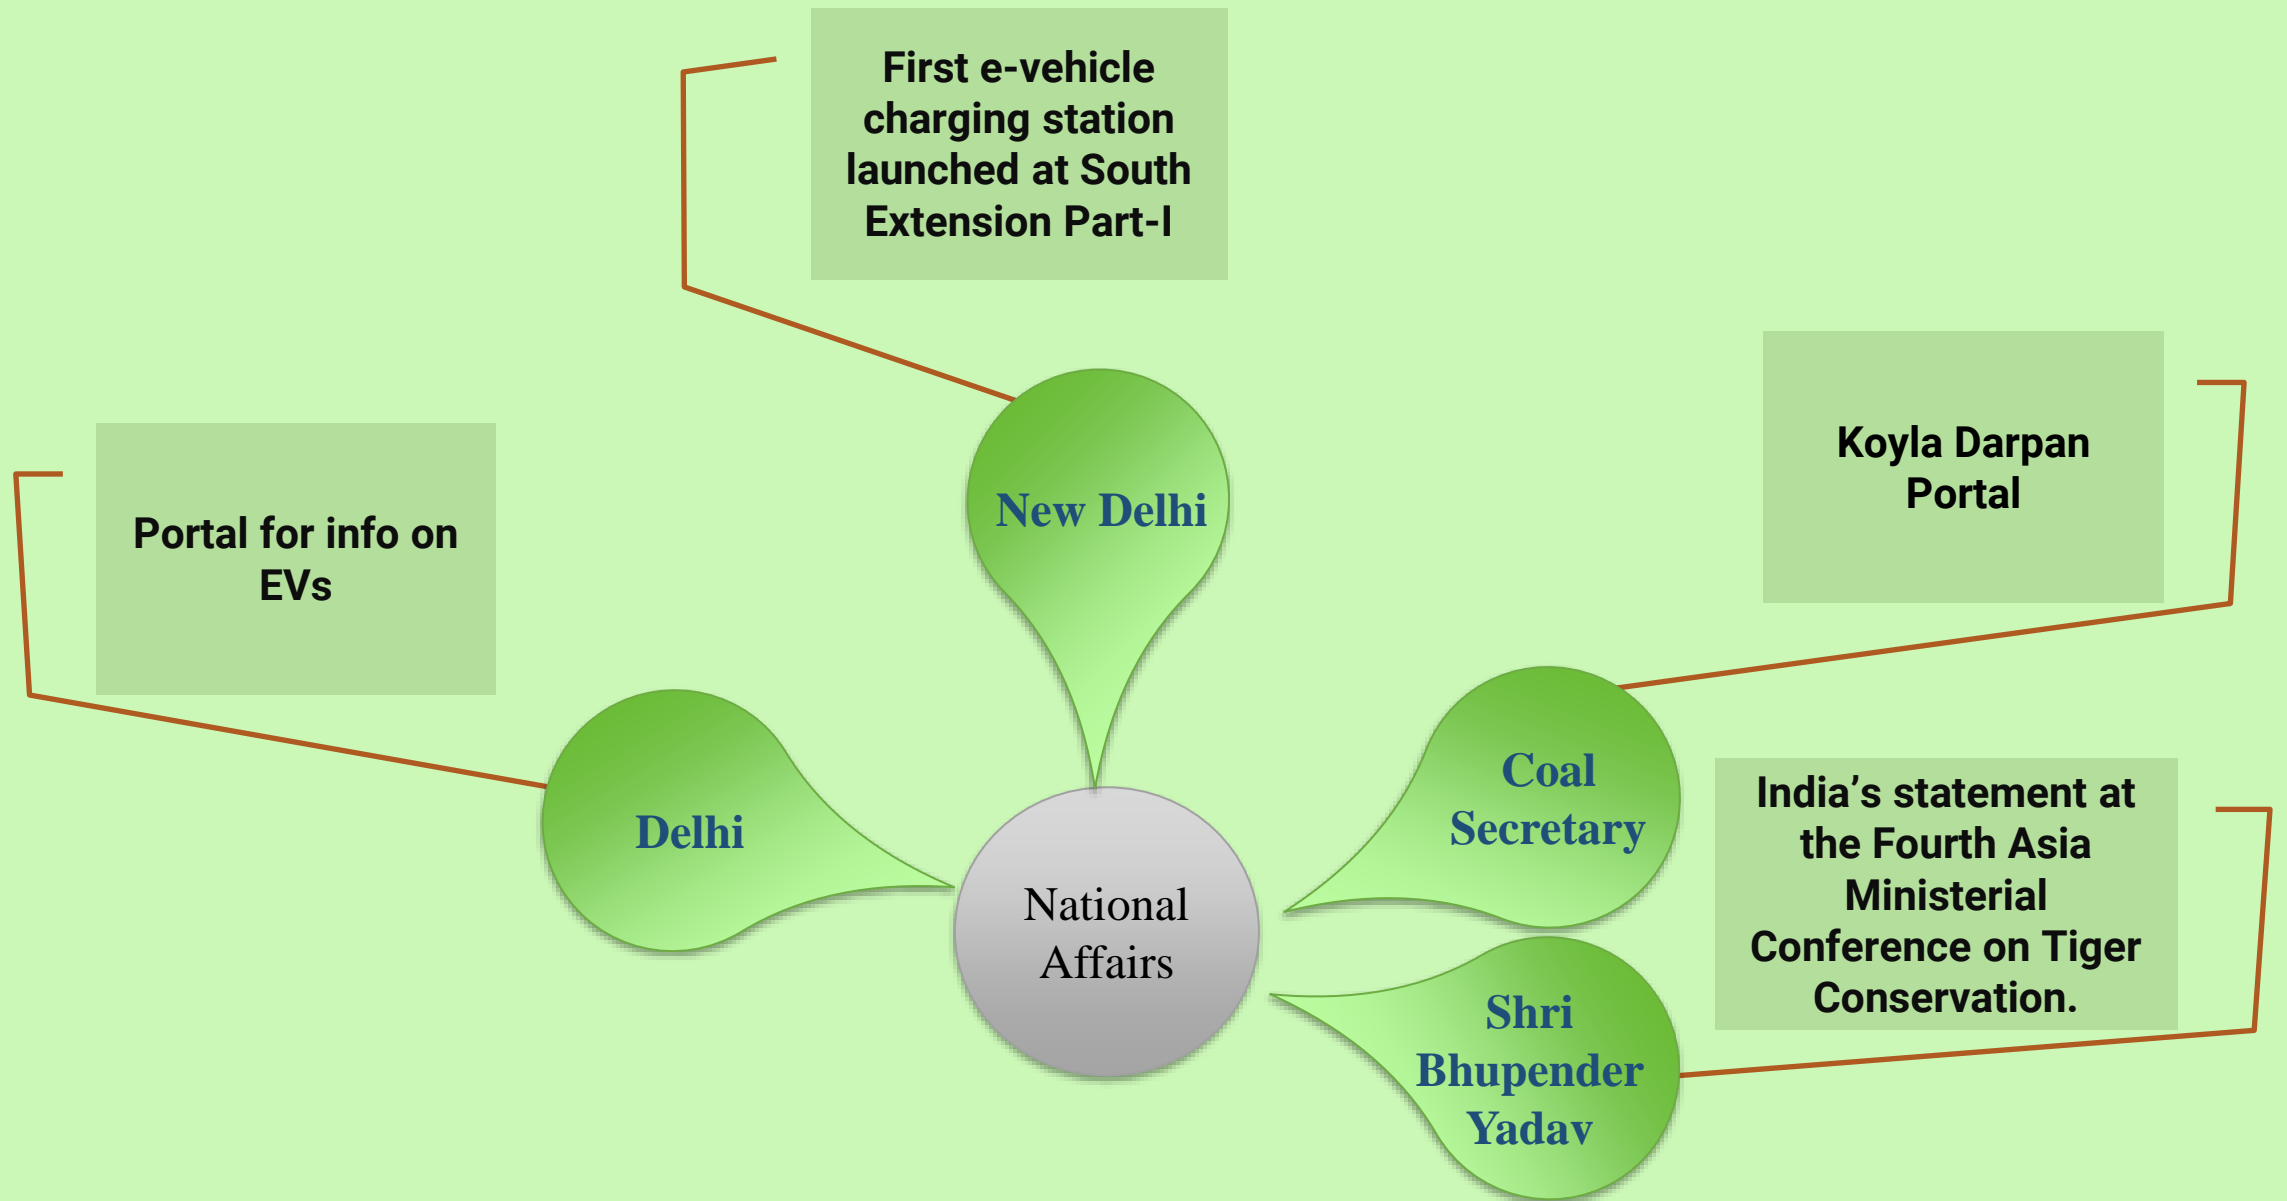 First e-vehicle
charging station
launched at South
Extension Part-I
Koyla Darpan
Portal
Portal for info on
EVs
New Delhi
Coal
Secretary
Delhi
National
Affairs
India’s statement at
the Fourth Asia
Ministerial
Conference on Tiger
Conservation.
Shri
Bhupender
Yadav